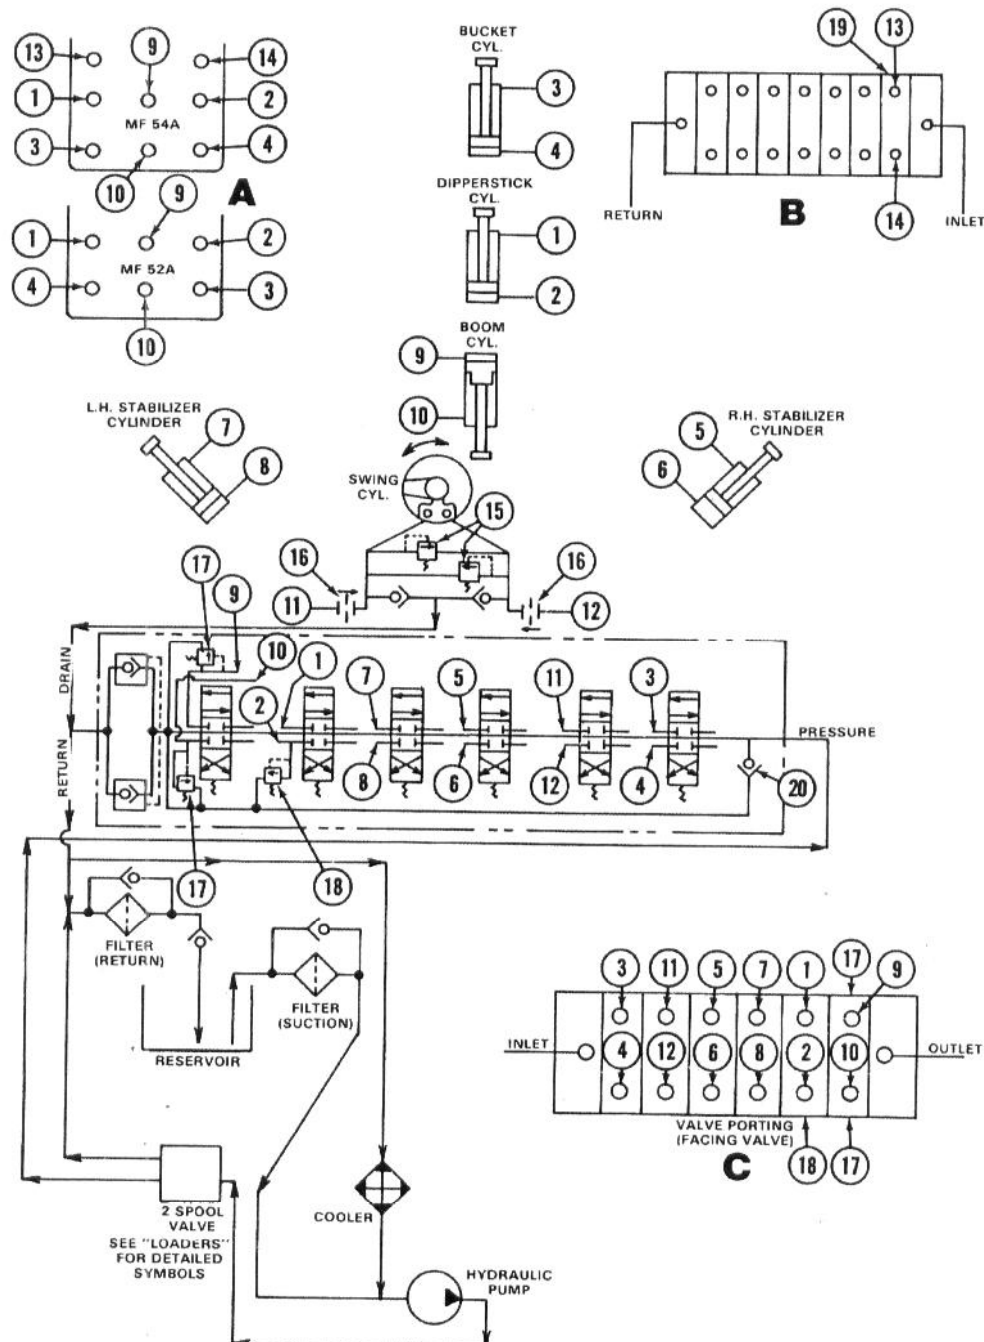 13
9
14
1
2
MF 54A
3
4
10
9
A
1
2
MF 52A
4
3
10
BUCKET
CYL.
3
4
DIPPERSTICK
CYL.
1
2
BOOM
CYL.
9
10
19
13
RETURN
B
14
INLET
L.H. STABILIZER
CYLINDER
7
8
R.H. STABILIZER
CYLINDER
5
6
SWING
CYL.
15
16
16
11
12
17
9
10
1
2
7
5
11
3
8
6
12
4
DRAIN
RETURN
PRESSURE
20
17
18
FILTER
(RETURN)
FILTER
(SUCTION)
RESERVOIR
3
11
5
7
1
17
9
INLET
4
12
6
8
2
10
OUTLET
VALVE PORTING
(FACING VALVE)
C
18
17
2 SPOOL
VALVE
SEE "LOADERS"
FOR DETAILED
SYMBOLS
COOLER
HYDRAULIC
PUMP